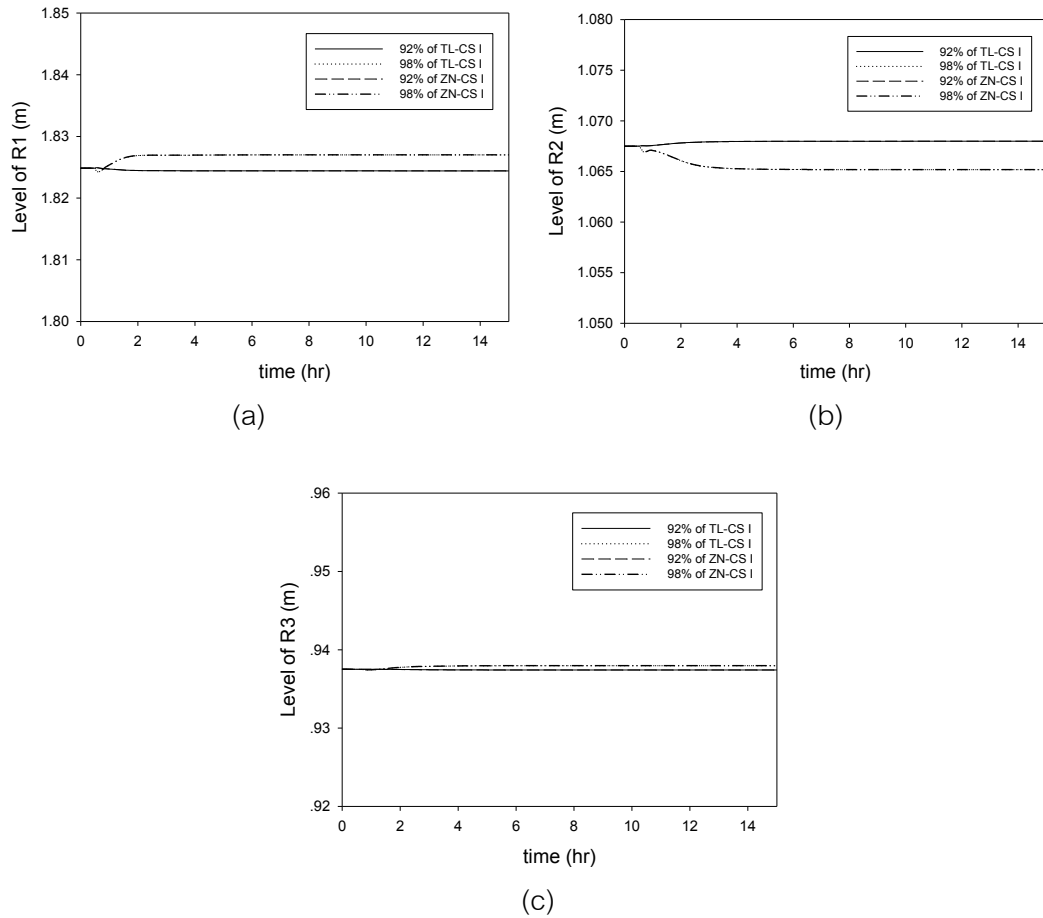 1.85
1.84
1.83
1.82
1.81
1.80
Level of R1 (m)
92% of TL-CS I
98% of TL-CS I
92% of ZN-CS I
98% of ZN-CS I
0 2 4 6 8 10 12 14
time (hr)
(a)
1.080
1.075
1.070
1.065
1.060
1.055
1.050
Level of R2 (m)
92% of TL-CS I
98% of TL-CS I
92% of ZN-CS I
98% of ZN-CS I
0 2 4 6 8 10 12 14
time (hr)
(b)
.96
.95
.94
.93
.92
Level of R3 (m)
92% of TL-CS I
98% of TL-CS I
92% of ZN-CS I
98% of ZN-CS I
0 2 4 6 8 10 12 14
time (hr)
(c)